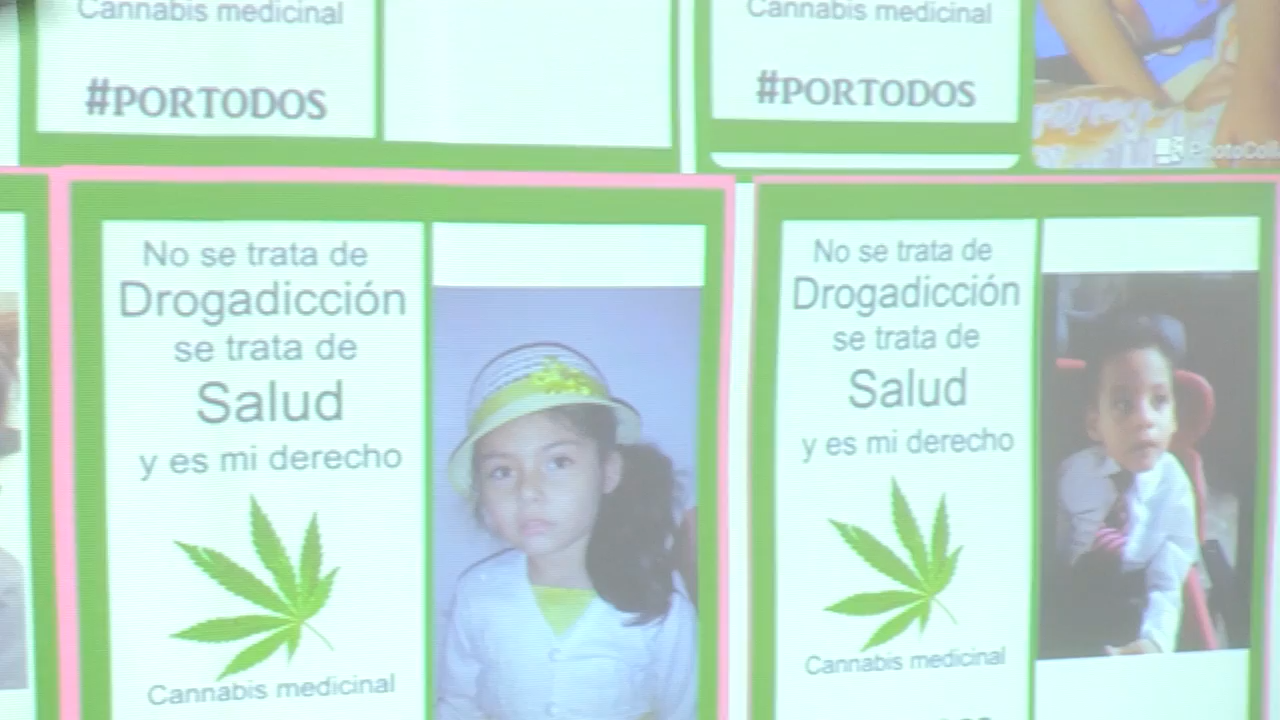 Cannabis medicinal
#PORTODOS
Cannabis medicinal
#PORTODOS
No se trata de
Drogadicción
se trata de
Salud
y es mi derecho
Cannabis medicinal
No se trata de
Drogadicción
se trata de
Salud
y es mi derecho
Cannabis medicinal